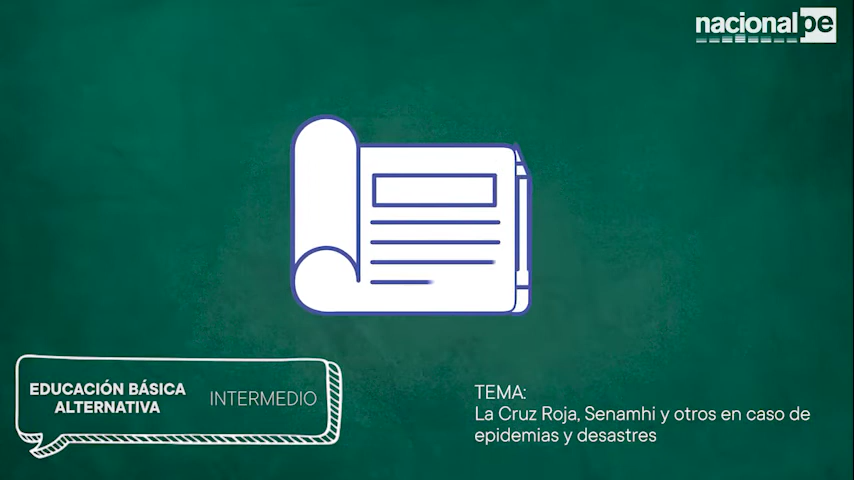 nacionalpe
EDUCACIÓN BÁSICA
ALTERNATIVA
INTERMEDIO
TEMA:
La Cruz Roja, Senamhi y otros en caso de
epidemias y desastres